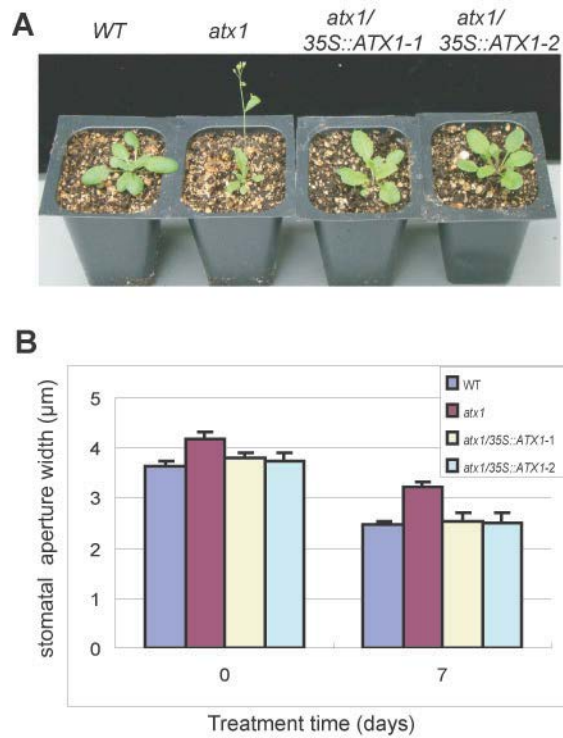 A
WT
atx1
atx1/
35S::ATX1-1
atx1/
35S::ATX1-2
B
stomatal aperture width (µm)
5
4
3
2
1
0
WT
atx1
atx1/35S::ATX1-1
atx1/35S::ATX1-2
0
7
Treatment time (days)